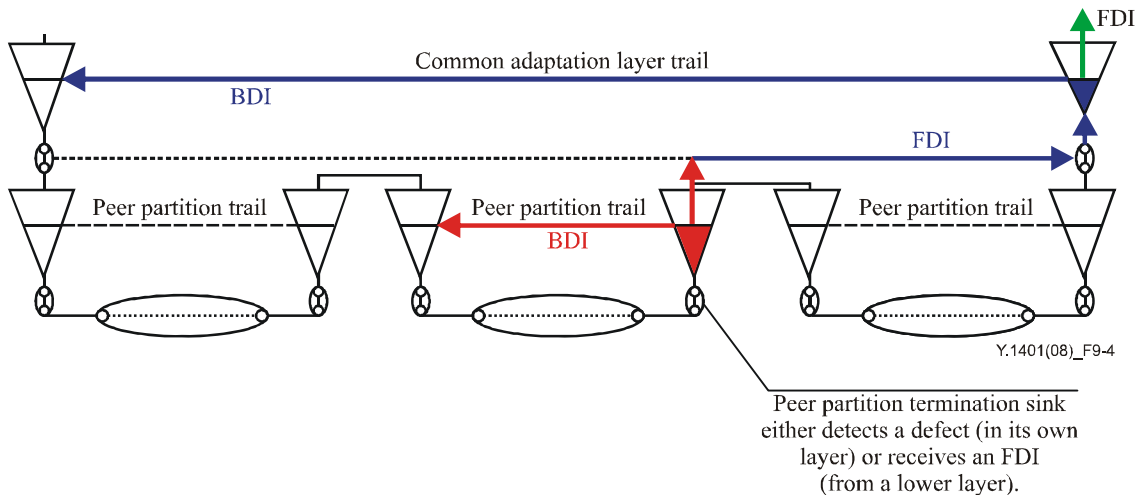 FDI
Common adaptation layer trail
BDI
FDI
Peer partition trail
Peer partition trail
Peer partition trail
BDI
Y.1401(08)_F9-4
Peer partition termination sink
either detects a defect (in its own
layer) or receives an FDI
(from a lower layer).